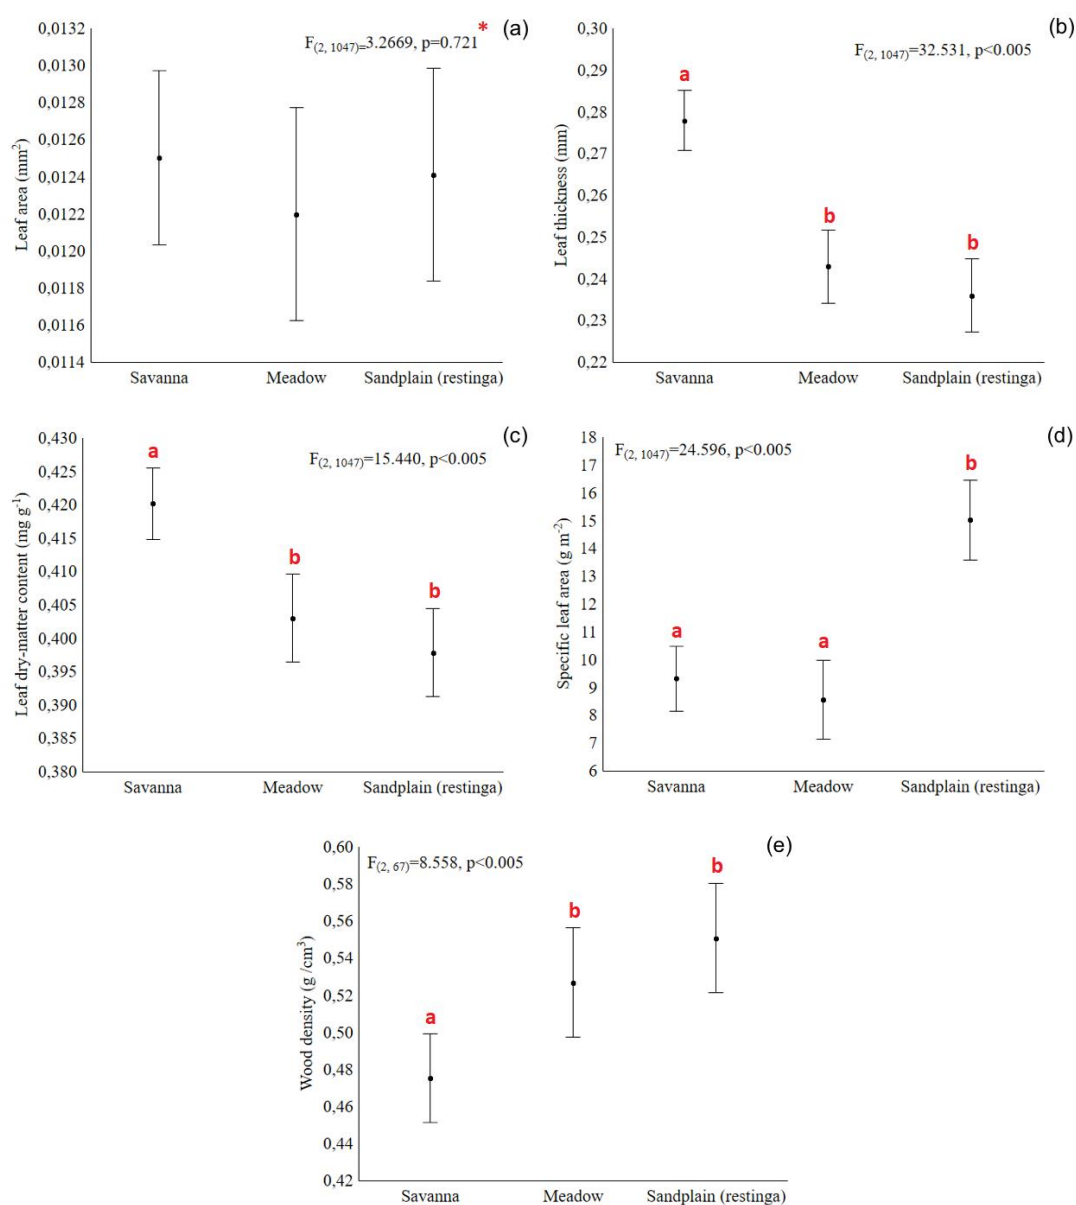 (a)
*
F(2, 1047)=3.2669, p=0.721
Leaf area (mm²)
0,0132
0,0130
0,0128
0,0126
0,0124
0,0122
0,0120
0,0118
0,0116
0,0114
Savanna Meadow Sandplain (restinga)
(b)
F(2, 1047)=32.531, p<0.005
Leaf thickness (mm)
0,30
0,29
0,28
0,27
0,26
0,25
0,24
0,23
0,22
a
b
b
Savanna Meadow Sandplain (restinga)
(c)
F(2, 1047)=15.440, p<0.005
Leaf dry-matter content (mg g⁻¹)
0,430
0,425
0,420
0,415
0,410
0,405
0,400
0,395
0,390
0,385
0,380
a
b
b
Savanna Meadow Sandplain (restinga)
(d)
F(2, 1047)=24.596, p<0.005
Specific leaf area (g m⁻²)
18
17
16
15
14
13
12
11
10
9
8
7
6
a
a
b
Savanna Meadow Sandplain (restinga)
(e)
F(2, 67)=8.558, p<0.005
Wood density (g /cm³)
0,60
0,58
0,56
0,54
0,52
0,50
0,48
0,46
0,44
0,42
a
b
b
Savanna Meadow Sandplain (restinga)